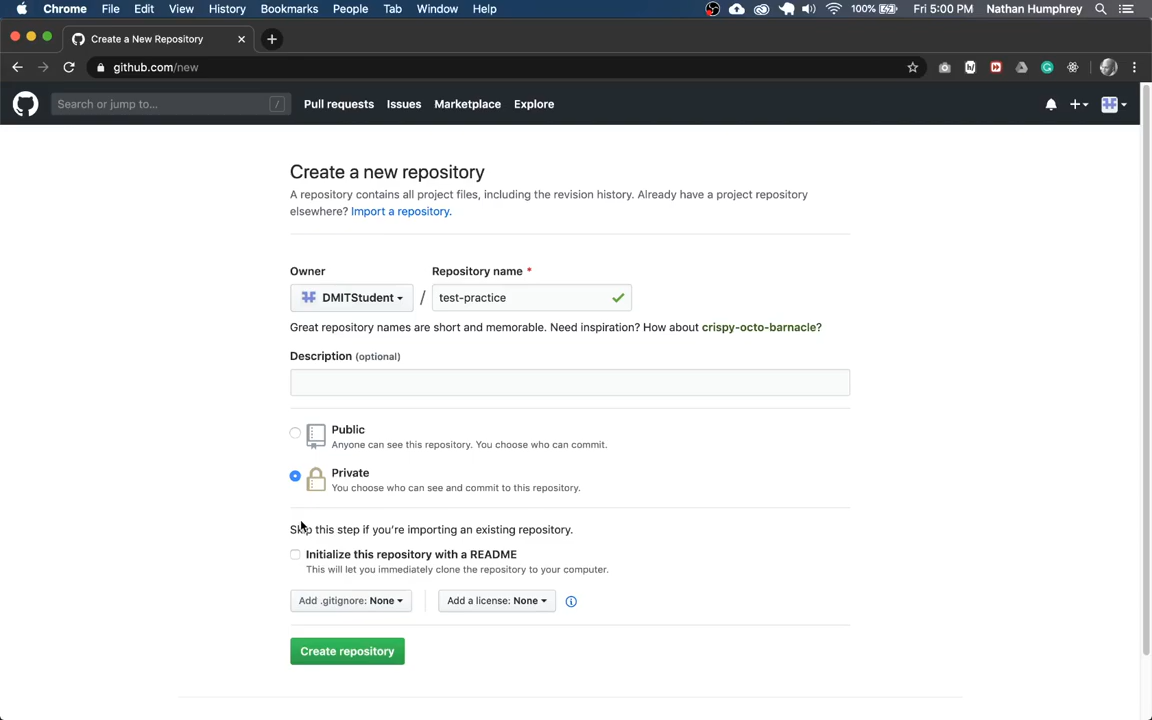 Chrome File Edit View History Bookmarks People Tab Window Help 100% Fri 5:00 PM Nathan Humphrey
Create a New Repository
github.com/new
Search or jump to... / Pull requests Issues Marketplace Explore
Create a new repository
A repository contains all project files, including the revision history. Already have a project repository
elsewhere? Import a repository.
Owner Repository name *
DMITStudent / test-practice
Great repository names are short and memorable. Need inspiration? How about crispy-octo-barnacle?
Description (optional)
Public
Anyone can see this repository. You choose who can commit.
Private
You choose who can see and commit to this repository.
Skip this step if you're importing an existing repository.
Initialize this repository with a README
This will let you immediately clone the repository to your computer.
Add .gitignore: None Add a license: None
Create repository